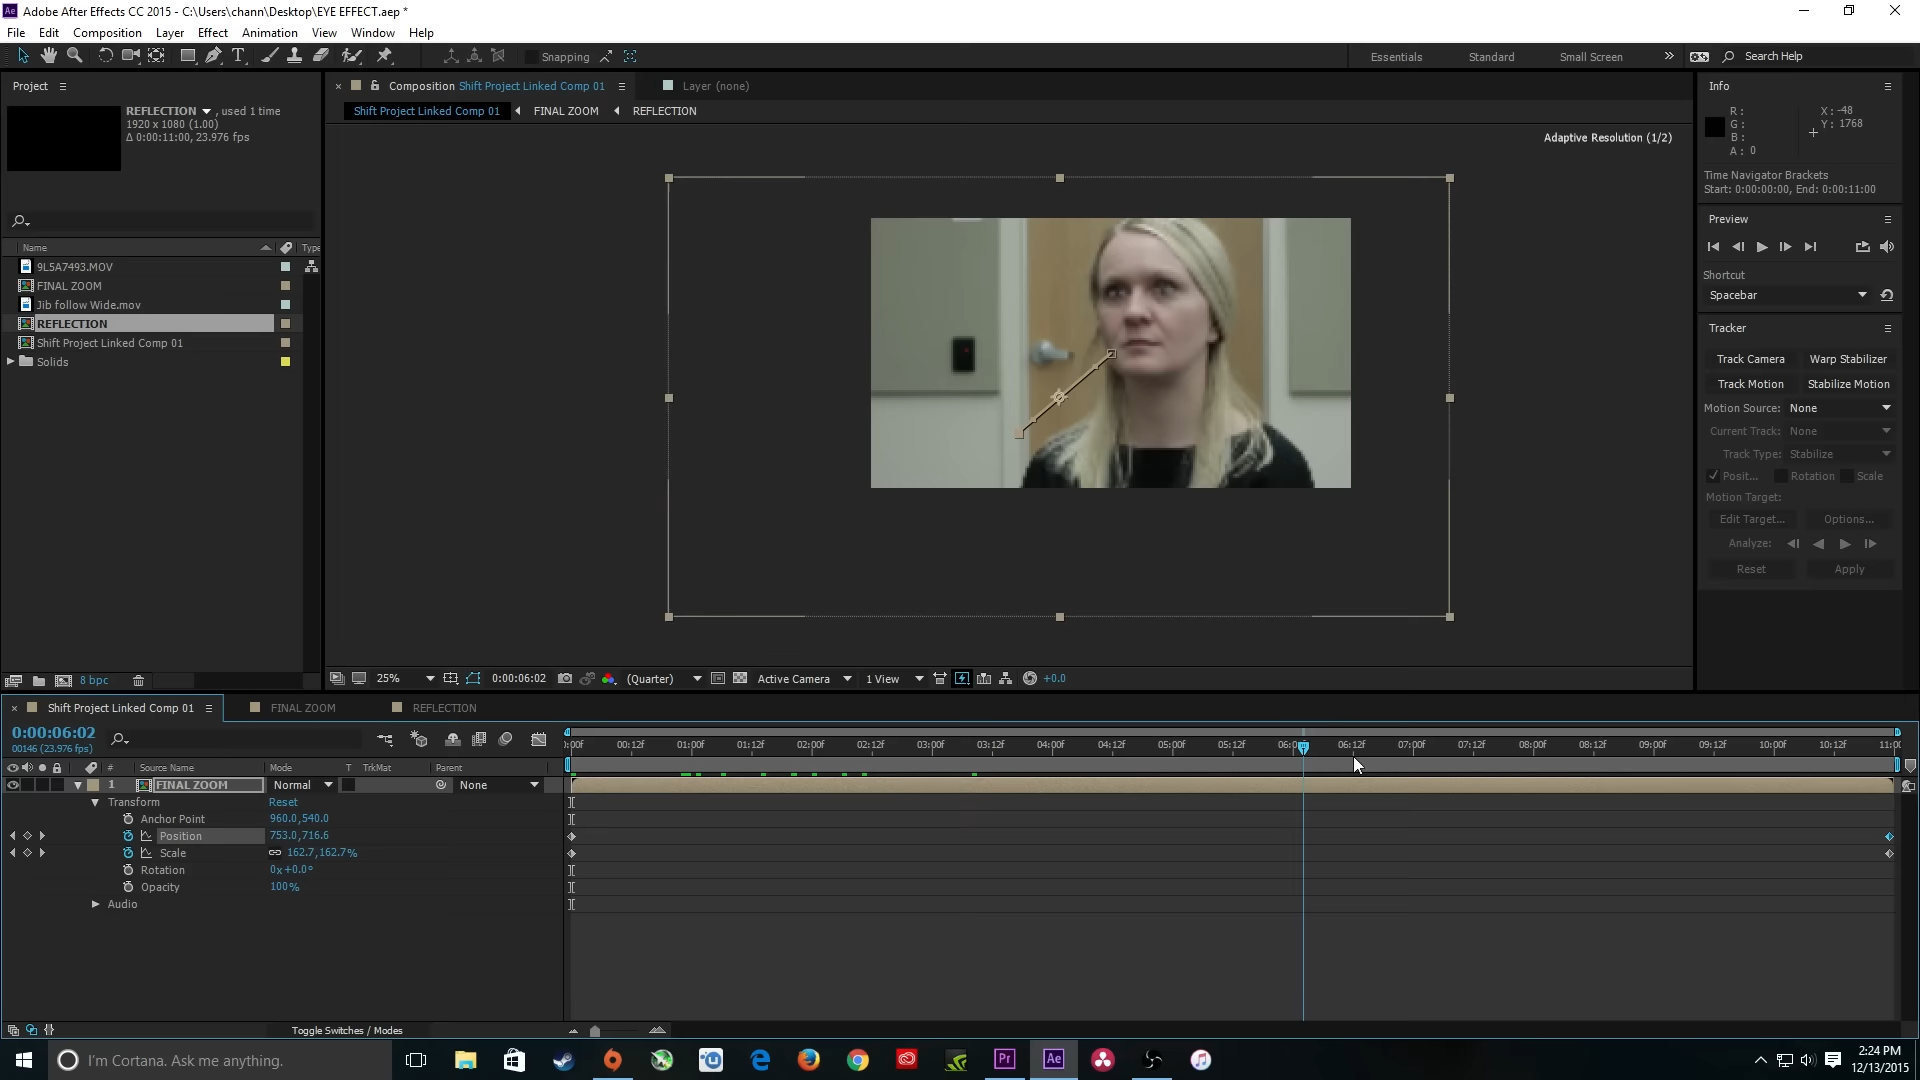 Ae Adobe After Effects CC 2015 - C:\Users\chann\Desktop\EYE EFFECT.aep *
File Edit Composition Layer Effect Animation View Window Help
Snapping Essentials Standard Small Screen Search Help
Project
REFLECTION , used 1 time
1920 x 1080 (1.00)
Δ 0:00:11:00, 23.976 fps
Name Type
9L5A7493.MOV
FINAL ZOOM
Jib follow Wide.mov
REFLECTION
Shift Project Linked Comp 01
Solids
8 bpc
Composition Shift Project Linked Comp 01 Layer (none)
Shift Project Linked Comp 01 FINAL ZOOM REFLECTION
Adaptive Resolution (1/2)
25% 0:00:06:02 (Quarter) Active Camera 1 View +0.0
Info
R : X : -48
G : Y : 1768
B :
A : 0
Time Navigator Brackets
Start: 0:00:00:00, End: 0:00:11:00
Preview
Shortcut
Spacebar
Tracker
Track Camera Warp Stabilizer
Track Motion Stabilize Motion
Motion Source: None
Current Track: None
Track Type: Stabilize
Posit... Rotation Scale
Motion Target:
Edit Target... Options...
Analyze:
Reset Apply
Shift Project Linked Comp 01 FINAL ZOOM REFLECTION
0:00:06:02
00146 (23.976 fps)
):00f 00:12f 01:00f 01:12f 02:00f 02:12f 03:00f 03:12f 04:00f 04:12f 05:00f 05:12f 06:0 06:12f 07:00f 07:12f 08:00f 08:12f 09:00f 09:12f 10:00f 10:12f 11:00
# Source Name Mode T TrkMat Parent
1 FINAL ZOOM Normal None
Transform Reset
Anchor Point 960.0,540.0
Position 753.0,716.6
Scale 162.7,162.7%
Rotation 0x+0.0°
Opacity 100%
Audio
Toggle Switches / Modes
I'm Cortana. Ask me anything.
Pr Ae
2:24 PM
12/13/2015